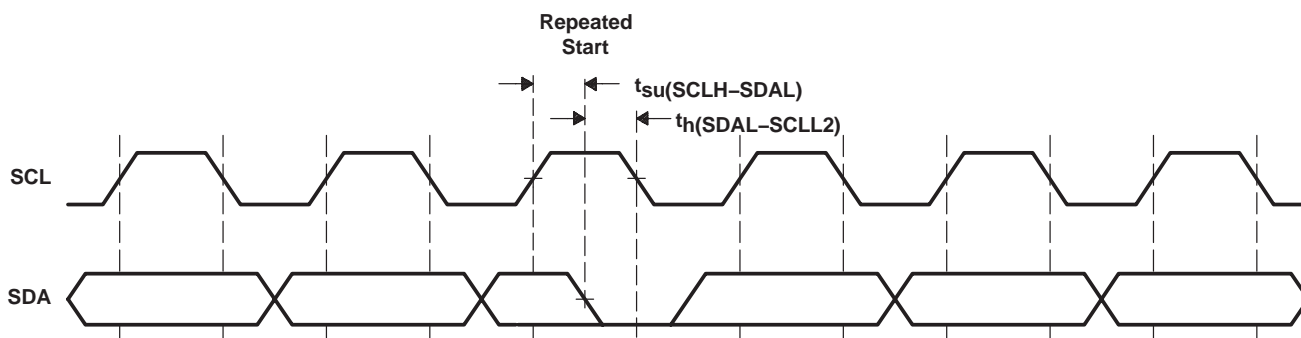 Repeated
Start
tsu(SCLH–SDAL)
th(SDAL–SCLL2)
SCL
SDA